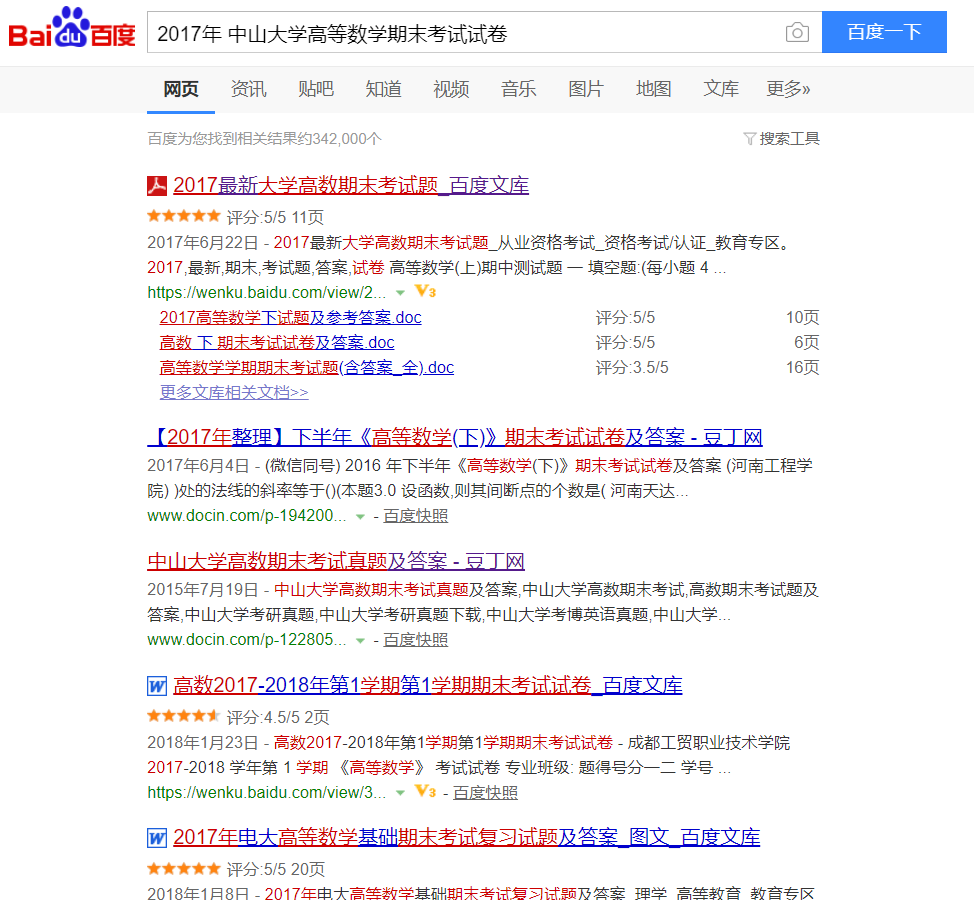 Bai du 百度 2017年 中山大学高等数学期末考试试卷 百度一下
网页 资讯 贴吧 知道 视频 音乐 图片 地图 文库 更多»
百度为您找到相关结果约342,000个 搜索工具
2017最新大学高数期末考试题_百度文库
评分:5/5 11页
2017年6月22日 - 2017最新大学高数期末考试题_从业资格考试_资格考试/认证_教育专区。
2017,最新,期末,考试题,答案,试卷 高等数学(上)期中测试题 一 填空题:(每小题 4 ...
https://wenku.baidu.com/view/2... V3
2017高等数学下试题及参考答案.doc 评分:5/5 10页
高数 下 期末考试试卷及答案.doc 评分:5/5 6页
高等数学学期期末考试题(含答案_全).doc 评分:3.5/5 16页
更多文库相关文档>>
【2017年整理】下半年《高等数学(下)》期末考试试卷及答案 - 豆丁网
2017年6月4日 - (微信同号) 2016 年下半年《高等数学(下)》期末考试试卷及答案 (河南工程学
院) )处的法线的斜率等于()(本题3.0 设函数,则其间断点的个数是( 河南天达...
www.docin.com/p-194200... - 百度快照
中山大学高数期末考试真题及答案 - 豆丁网
2015年7月19日 - 中山大学高数期末考试真题及答案,中山大学高数期末考试,高数期末考试题及
答案,中山大学考研真题,中山大学考研真题下载,中山大学考博英语真题,中山大学...
www.docin.com/p-122805... - 百度快照
高数2017-2018年第1学期第1学期期末考试试卷_百度文库
评分:4.5/5 2页
2018年1月23日 - 高数2017-2018年第1学期第1学期期末考试试卷 - 成都工贸职业技术学院
2017-2018 学年第 1 学期 《高等数学》 考试试卷 专业班级: 题得号分一二 学号 ...
https://wenku.baidu.com/view/3... V3 - 百度快照
2017年电大高等数学基础期末考试复习试题及答案_图文_百度文库
评分:5/5 20页
2018年1月8日 - 2017年电大高等数学基础期末考试复习试题及答案_理学_高等教育_教育专区